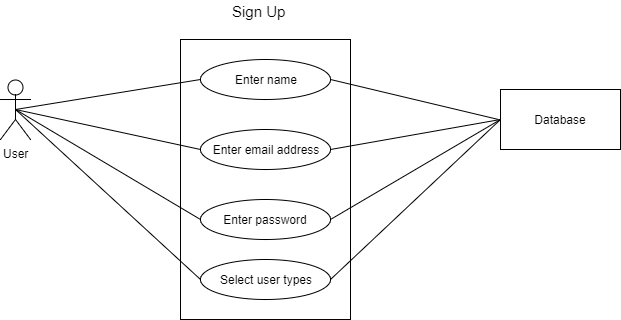 Sign Up
Enter name
Enter email address
Enter password
Select user types
User
Database